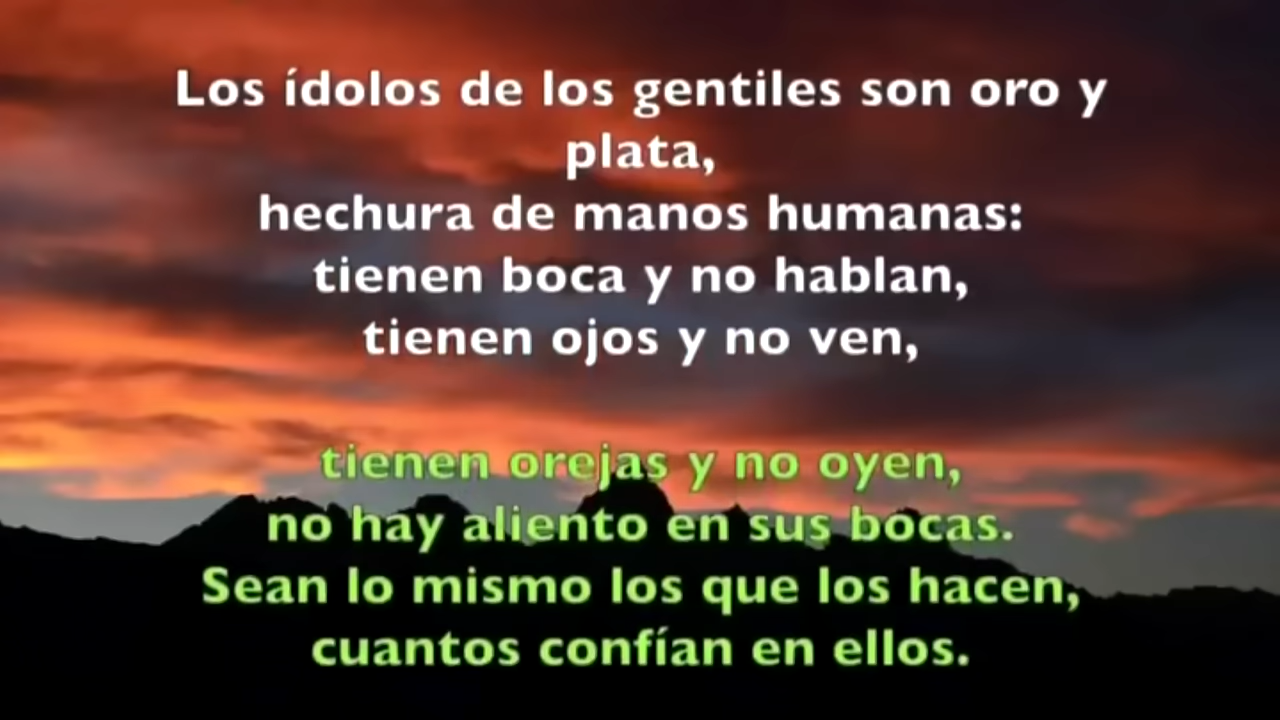 Los ídolos de los gentiles son oro y
plata,
hechura de manos humanas:
tienen boca y no hablan,
tienen ojos y no ven,
tienen orejas y no oyen,
no hay aliento en sus bocas.
Sean lo mismo los que los hacen,
cuantos confían en ellos.